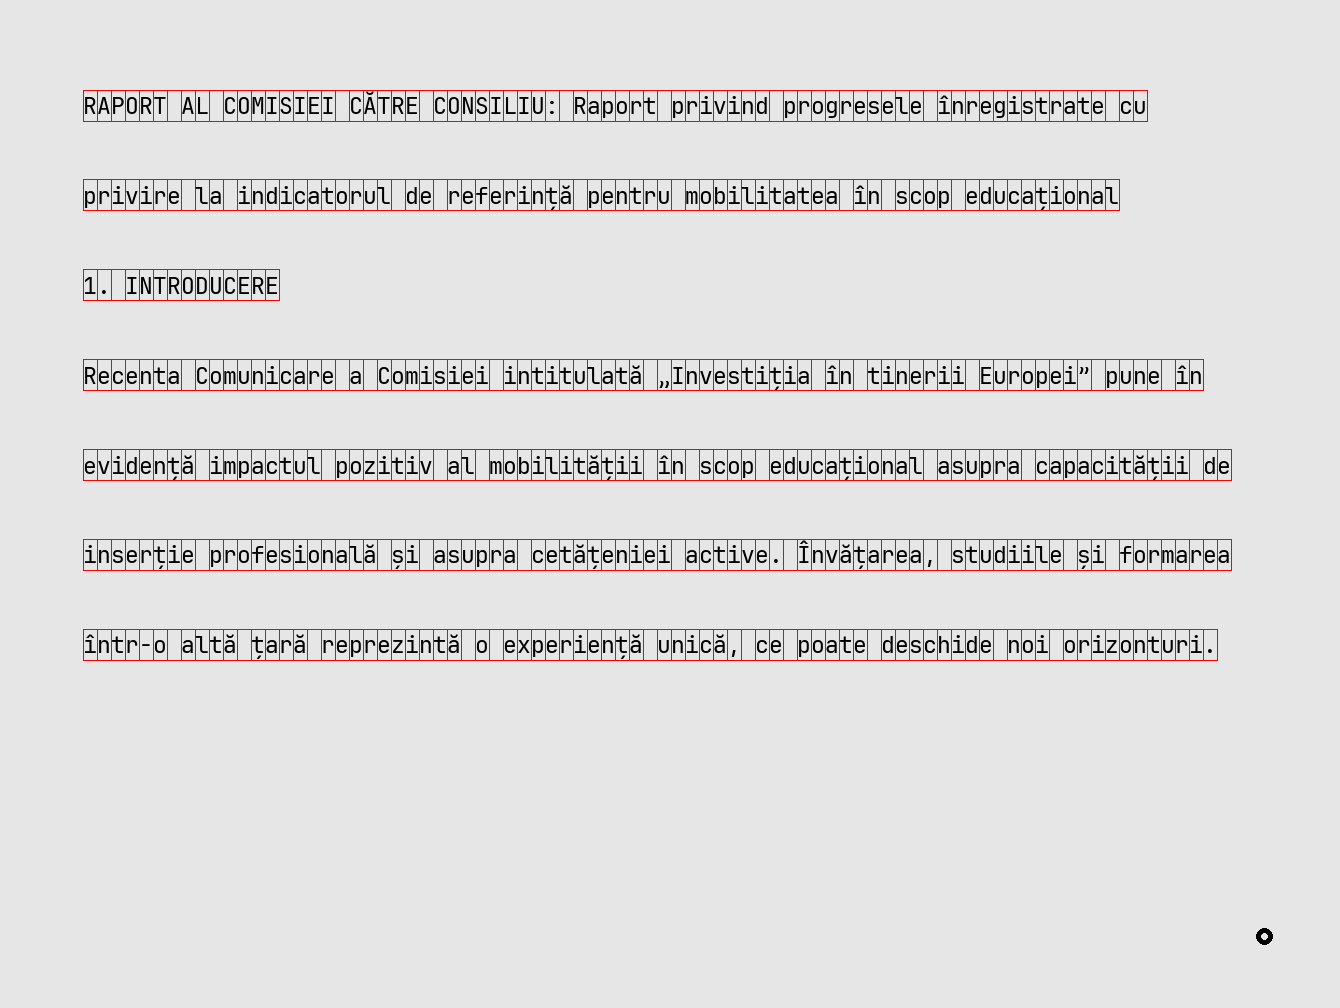 RAPORT AL COMISIEI CĂTRE CONSILIU: Raport privind progresele înregistrate cu
privire la indicatorul de referință pentru mobilitatea în scop educațional
1. INTRODUCERE
Recenta Comunicare a Comisiei intitulată „Investiția în tinerii Europei” pune în
evidență impactul pozitiv al mobilității în scop educațional asupra capacității de
inserție profesională și asupra cetățeniei active. Învățarea, studiile și formarea
într-o altă țară reprezintă o experiență unică, ce poate deschide noi orizonturi.